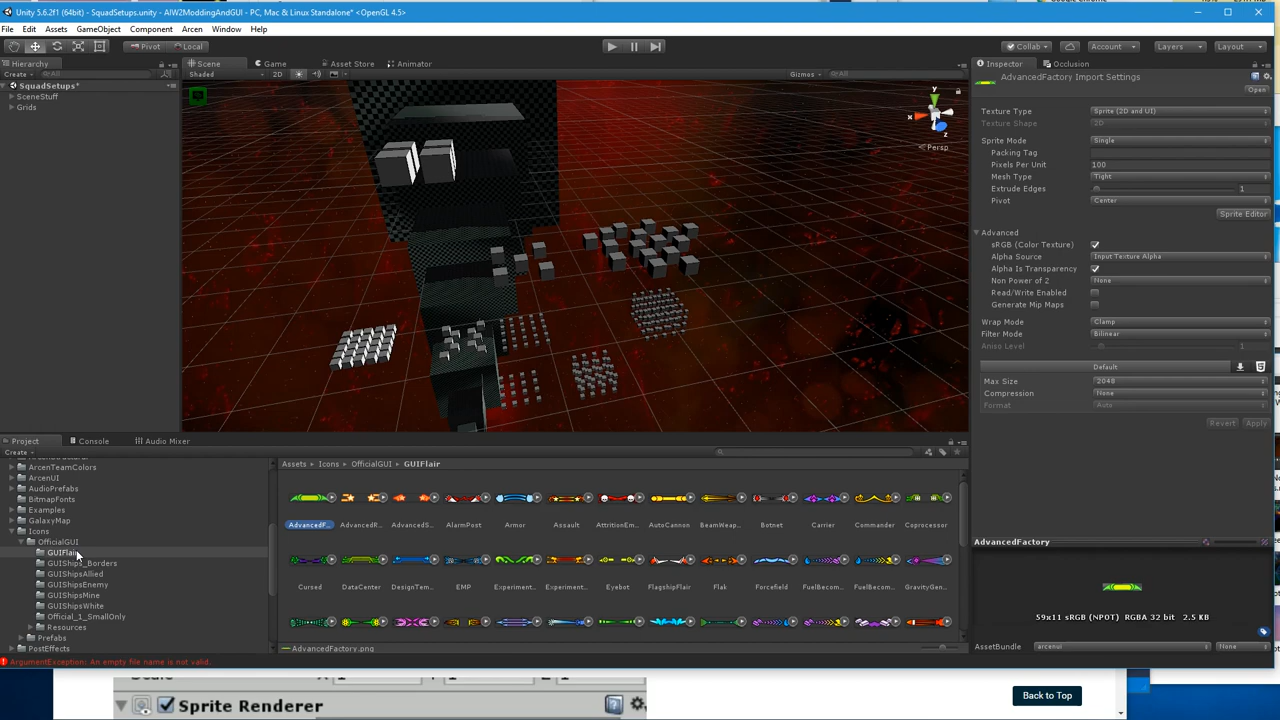 Unity 5.6.2f1 (64bit) - SquadSetups.unity - AIW2ModdingAndGUI - PC, Mac & Linux Standalone* <OpenGL 4.5>
File Edit Assets GameObject Component Arcen Window Help
Pivot Local Collab Account Layers Layout
Hierarchy Scene Game Asset Store Animator Inspector Occlusion
Create All Shaded 2D Gizmos All
AdvancedFactory Import Settings
Open
SquadSetups*
SceneStuff
Grids
y
x
z
Persp
Texture Type Sprite (2D and UI)
Texture Shape 2D
Sprite Mode Single
Packing Tag
Pixels Per Unit 100
Mesh Type Tight
Extrude Edges 1
Pivot Center
Sprite Editor
Advanced
sRGB (Color Texture)
Alpha Source Input Texture Alpha
Alpha Is Transparency
Non Power of 2 None
Read/Write Enabled
Generate Mip Maps
Wrap Mode Clamp
Filter Mode Bilinear
Aniso Level 1
Default
Max Size 2048
Compression None
Format Auto
Revert Apply
Project Console Audio Mixer
Create
ArcenTeamColors
ArcenUI
AudioPrefabs
BitmapFonts
Examples
GalaxyMap
Icons
OfficialGUI
GUIFlair
GUIShips_Borders
GUIShipsAllied
GUIShipsEnemy
GUIShipsMine
GUIShipsWhite
Official_1_SmallOnly
Resources
Prefabs
PostEffects
Assets Icons OfficialGUI GUIFlair
AdvancedF... AdvancedR... AdvancedS... AlarmPost Armor Assault AttritionEm... AutoCannon BeamWeap... Botnet Carrier Commander Coprocessor
Cursed DataCenter DesignTem... EMP Experiment... Experiment... Eyebot FlagshipFlair Flak Forcefield FuelBecom... FuelBecom... GravityGen...
AdvancedFactory.png
AdvancedFactory
59x11 sRGB (NPOT) RGBA 32 bit 2.5 KB
AssetBundle arcenui None
ArgumentException: An empty file name is not valid.
Sprite Renderer
Back to Top